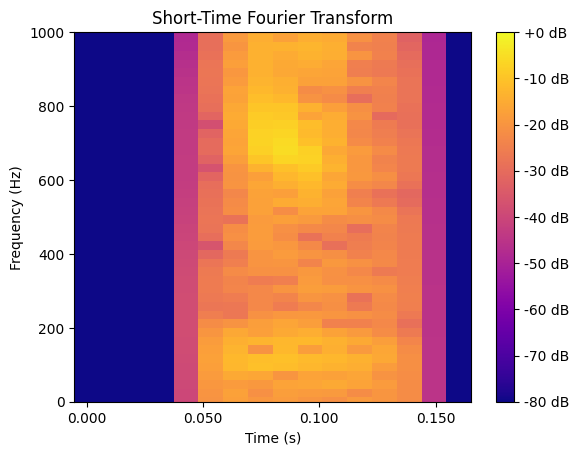 Short-Time Fourier Transform
1000
800
600
400
200
0
Frequency (Hz)
0.000
0.050
0.100
0.150
Time (s)
+0 dB
-10 dB
-20 dB
-30 dB
-40 dB
-50 dB
-60 dB
-70 dB
-80 dB